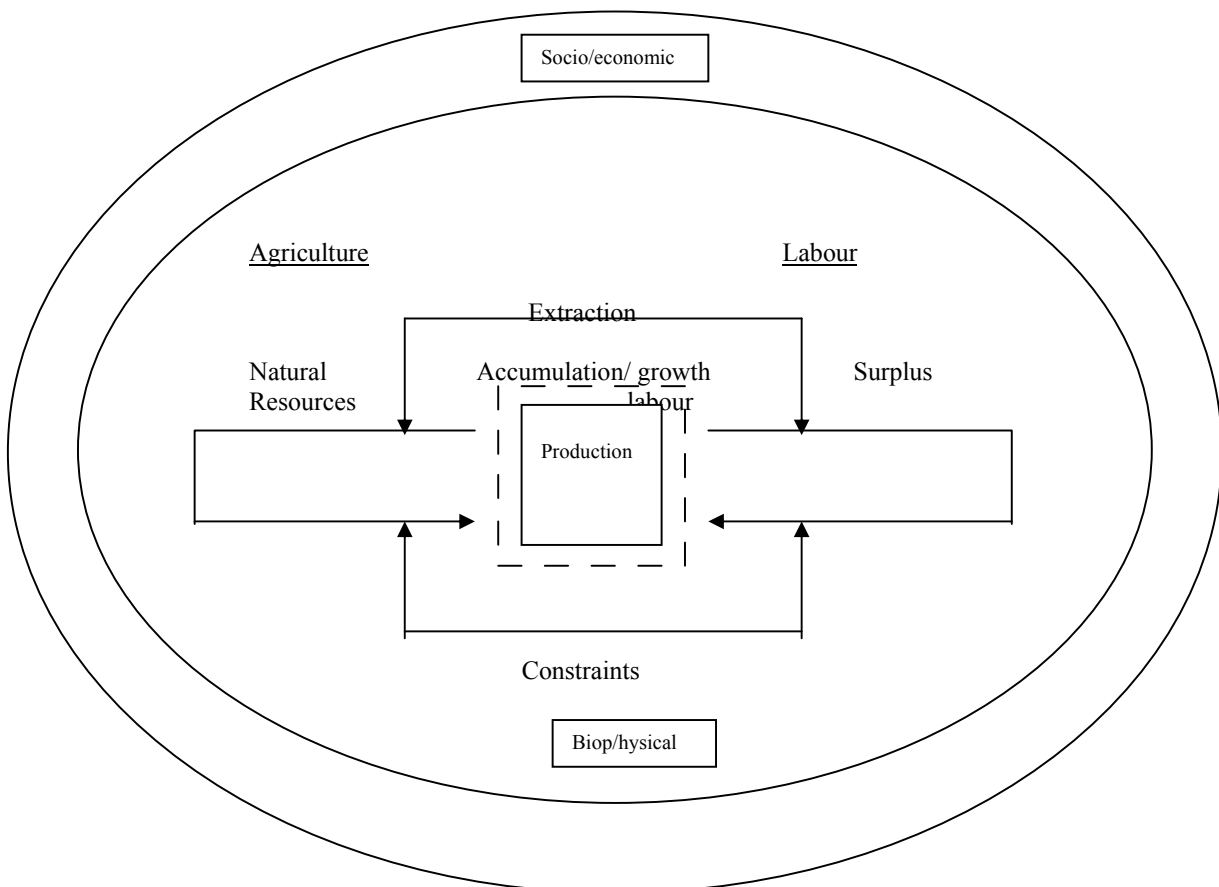 Socio/economic
Agriculture
Labour
Extraction
Natural
Resources
Accumulation/ growth
labour
Surplus
Production
Constraints
Biop/hysical